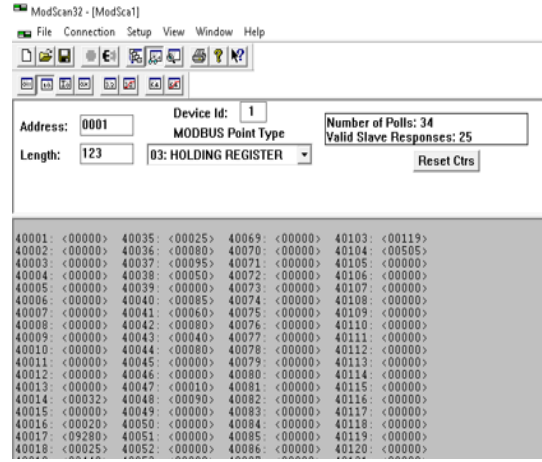 ModScan32 - [ModSca1]
File Connection Setup View Window Help
Address: 0001
Device Id: 1
MODBUS Point Type
Number of Polls: 34
Valid Slave Responses: 25
Length: 123
03: HOLDING REGISTER
Reset Ctrs
40001: <00000> 40035: <00025> 40069: <00000> 40103: <00119>
40002: <00000> 40036: <00080> 40070: <00000> 40104: <00505>
40003: <00000> 40037: <00095> 40071: <00000> 40105: <00000>
40004: <00000> 40038: <00050> 40072: <00000> 40106: <00000>
40005: <00000> 40039: <00000> 40073: <00000> 40107: <00000>
40006: <00000> 40040: <00085> 40074: <00000> 40108: <00000>
40007: <00000> 40041: <00060> 40075: <00000> 40109: <00000>
40008: <00000> 40042: <00080> 40076: <00000> 40110: <00000>
40009: <00000> 40043: <00040> 40077: <00000> 40111: <00000>
40010: <00000> 40044: <00080> 40078: <00000> 40112: <00000>
40011: <00000> 40045: <00000> 40079: <00000> 40113: <00000>
40012: <00000> 40046: <00000> 40080: <00000> 40114: <00000>
40013: <00000> 40047: <00010> 40081: <00000> 40115: <00000>
40014: <00032> 40048: <00090> 40082: <00000> 40116: <00000>
40015: <00000> 40049: <00000> 40083: <00000> 40117: <00000>
40016: <00020> 40050: <00000> 40084: <00000> 40118: <00000>
40017: <09280> 40051: <00000> 40085: <00000> 40119: <00000>
40018: <00025> 40052: <00000> 40086: <00000> 40120: <00000>